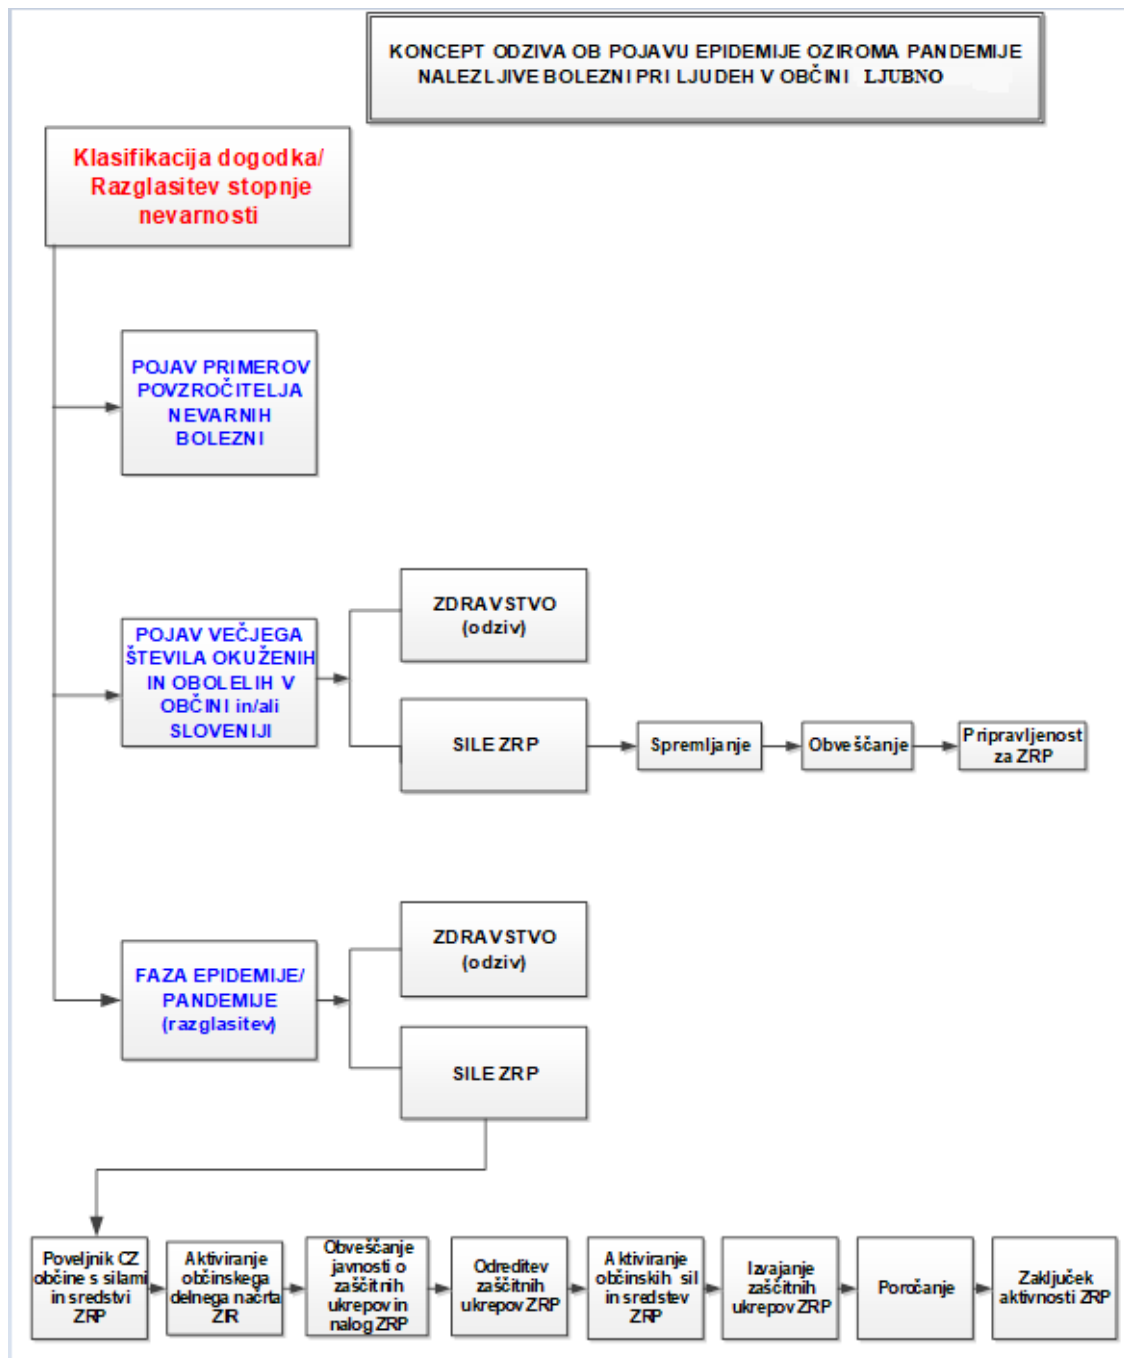 KONCEPT ODZIVA OB POJAVU EPIDEMIJE OZIROMA PANDEMIJE
NALEZLJIVE BOLEZNI PRI LJUDEH V OBČINI LJUBNO
Klasifikacija dogodka/
Razglasitev stopnje
nevarnosti
POJAV PRIMEROV
POVZROČITELJA
NEVARNIH
BOLEZNI
POJAV VEČJEGA
ŠTEVILA OKUŽENIH
IN OBOLELIH V
OBČINI in/ali
SLOVENIJI
ZDRAVSTVO
(odziv)
SILE ZRP
Spremljanje
Obveščanje
Pripravljenost
za ZRP
FAZA EPIDEMIJE/
PANDEMIJE
(razglasitev)
ZDRAVSTVO
(odziv)
SILE ZRP
Poveljnik CZ
občine s silami
in sredstvi
ZRP
Aktiviranje
občinskega
delnega načrta
ZIR
Obveščanje
javnosti o
zaščitnih
ukrepov in
nalog ZRP
Odreditev
zaščitnih
ukrepov ZRP
Aktiviranje
občinskih sil
in sredstev
ZRP
Izvajanje
zaščitnih
ukrepov ZRP
Poročanje
Zaključek
aktivnosti ZRP